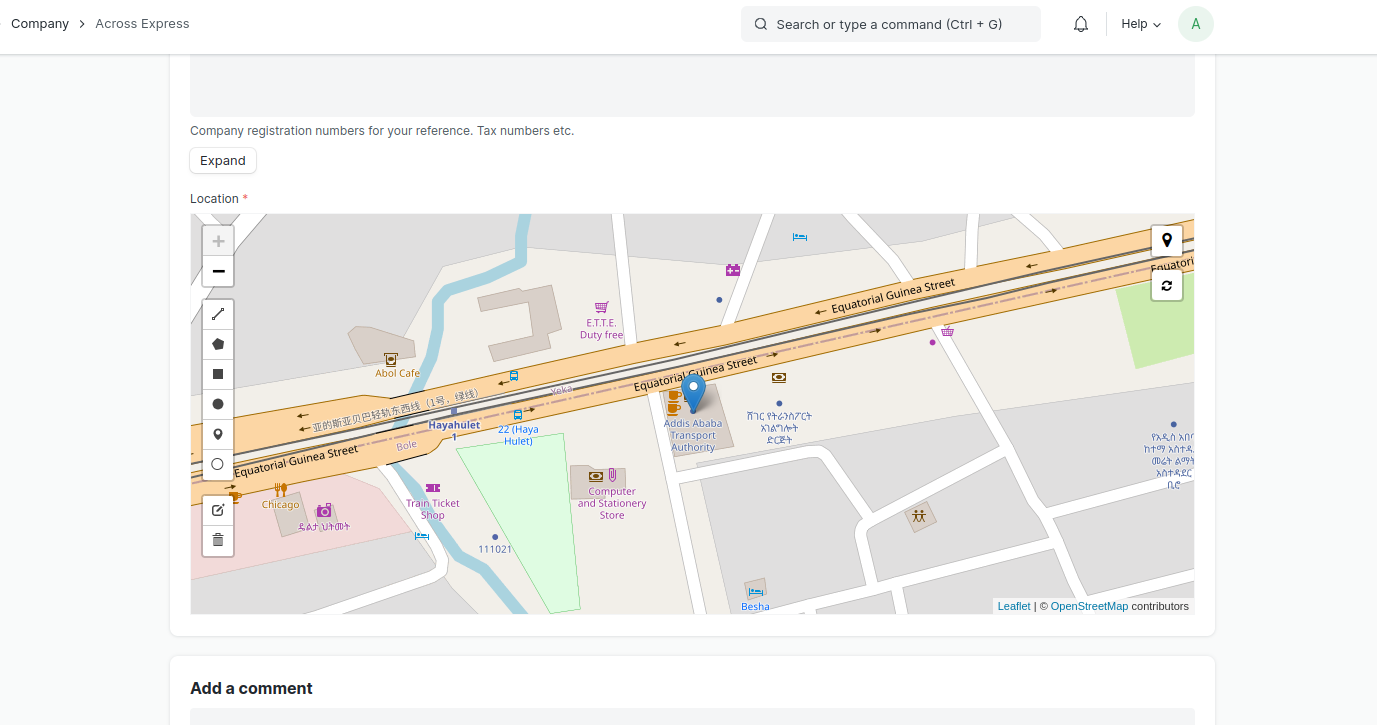 Company > Across Express
Search or type a command (Ctrl + G)
Help
A
Company registration numbers for your reference. Tax numbers etc.
Expand
Location *
+
−
E.T.T.E.
Duty free
Equatorial Guinea Street
Equatori
Abol Cafe
Equatorial Guinea Street
Yeka
亚的斯亚贝巴轻轨东西线（1号，绿线）
Hayahulet
1
22 (Haya
Hulet)
Bole
Equatorial Guinea Street
Addis Ababa
Transport
Authority
ሸገር የትራንስፖርት
አገልግሎት
ድርጅት
የአዲስ አበባ
ከተማ አስተዳ
መሬት ልማት
አስተዳደር
ቢሮ
Chicago
ዴልታ ህትመት
Train Ticket
Shop
Computer
and Stationery
Store
111021
Besha
Leaflet | © OpenStreetMap contributors
Add a comment